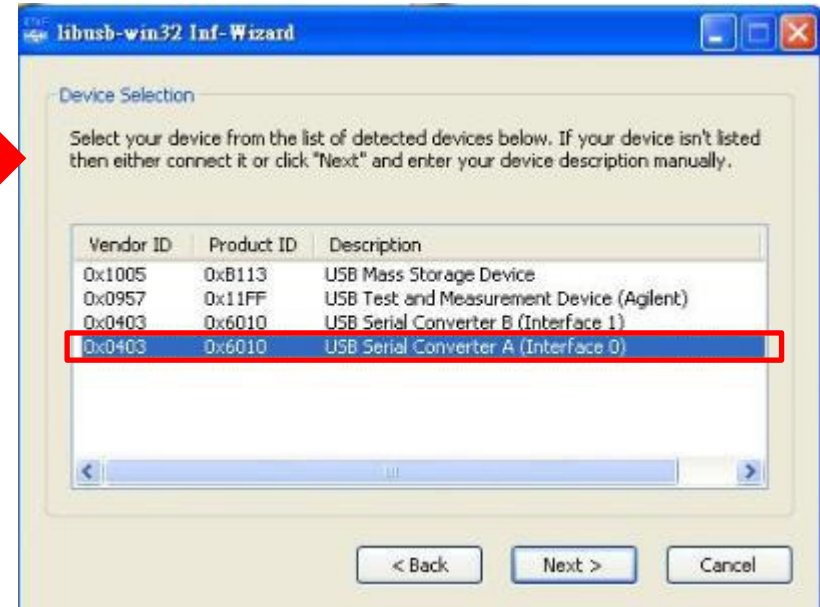 libusb-win32 Inf-Wizard
Device Selection
Select your device from the list of detected devices below. If your device isn't listed
then either connect it or click "Next" and enter your device description manually.
Vendor ID Product ID Description
0x1005 0xB113 USB Mass Storage Device
0x0957 0x11FF USB Test and Measurement Device (Agilent)
0x0403 0x6010 USB Serial Converter B (Interface 1)
0x0403 0x6010 USB Serial Converter A (Interface 0)
< Back Next > Cancel